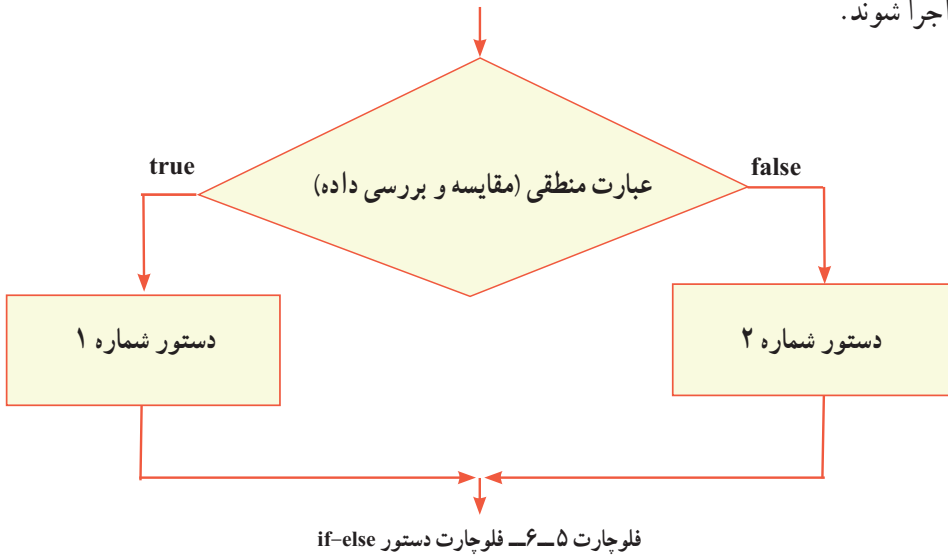 اجرا شوند.
عبارت منطقی (مقایسه و بررسی داده)
true
false
دستور شماره ۱
دستور شماره ۲
فلوچارت ۵ــ۶ــ فلوچارت دستور if-else